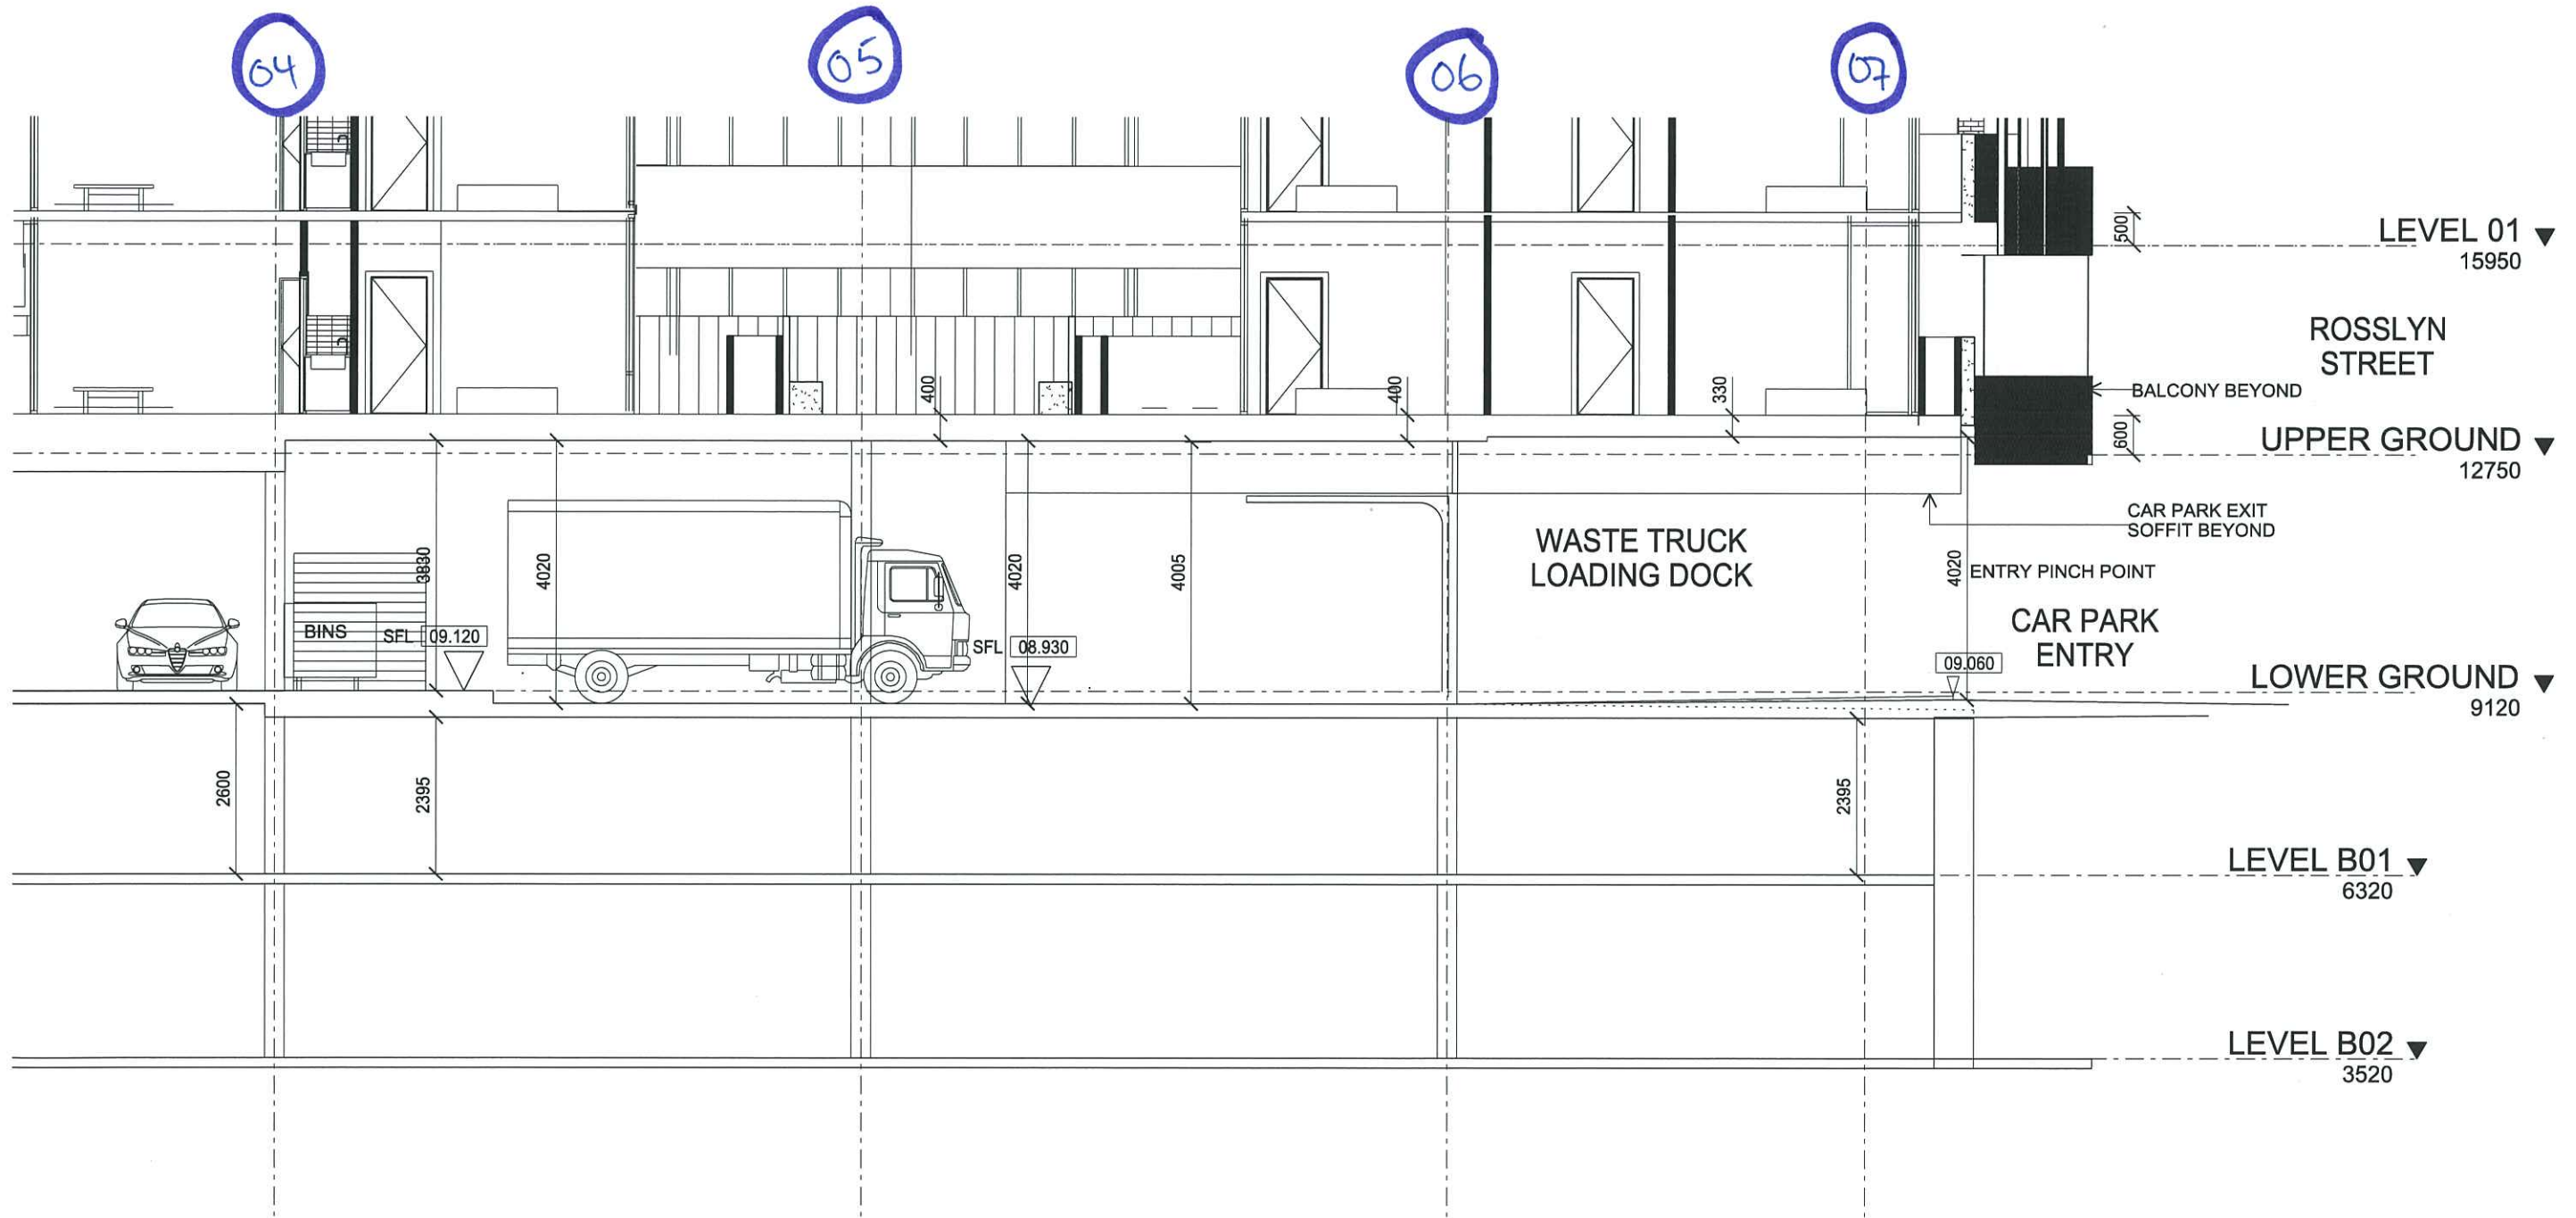 04
05
06
07
500
LEVEL 01
15950
ROSSLYN
STREET
400
400
330
BALCONY BEYOND
600
UPPER GROUND
12750
CAR PARK EXIT
SOFFIT BEYOND
3830
4020
4020
4005
WASTE TRUCK
LOADING DOCK
4020
ENTRY PINCH POINT
CAR PARK
ENTRY
BINS
SFL 09.120
SFL 08.930
09.060
LOWER GROUND
9120
2600
2395
2395
LEVEL B01
6320
LEVEL B02
3520